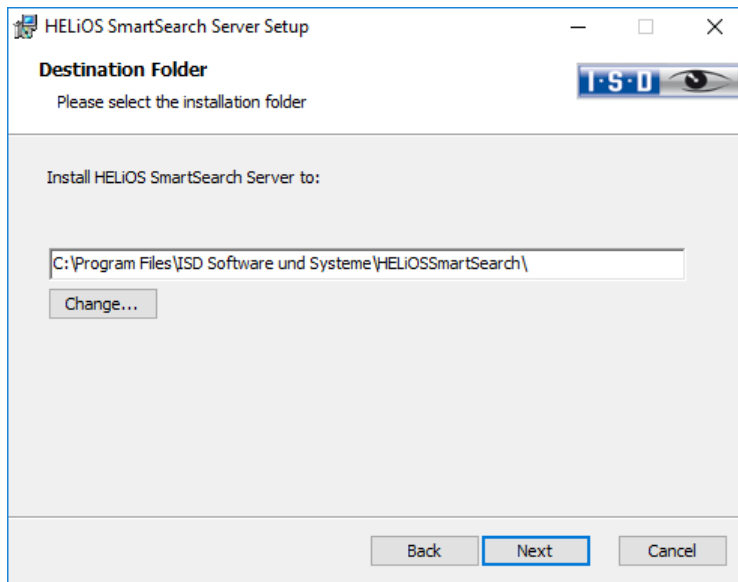 HELiOS SmartSearch Server Setup
Destination Folder
Please select the installation folder
I·S·D
Install HELiOS SmartSearch Server to:
C:\Program Files\ISD Software und Systeme\HELiOSSmartSearch\
Change...
Back Next Cancel